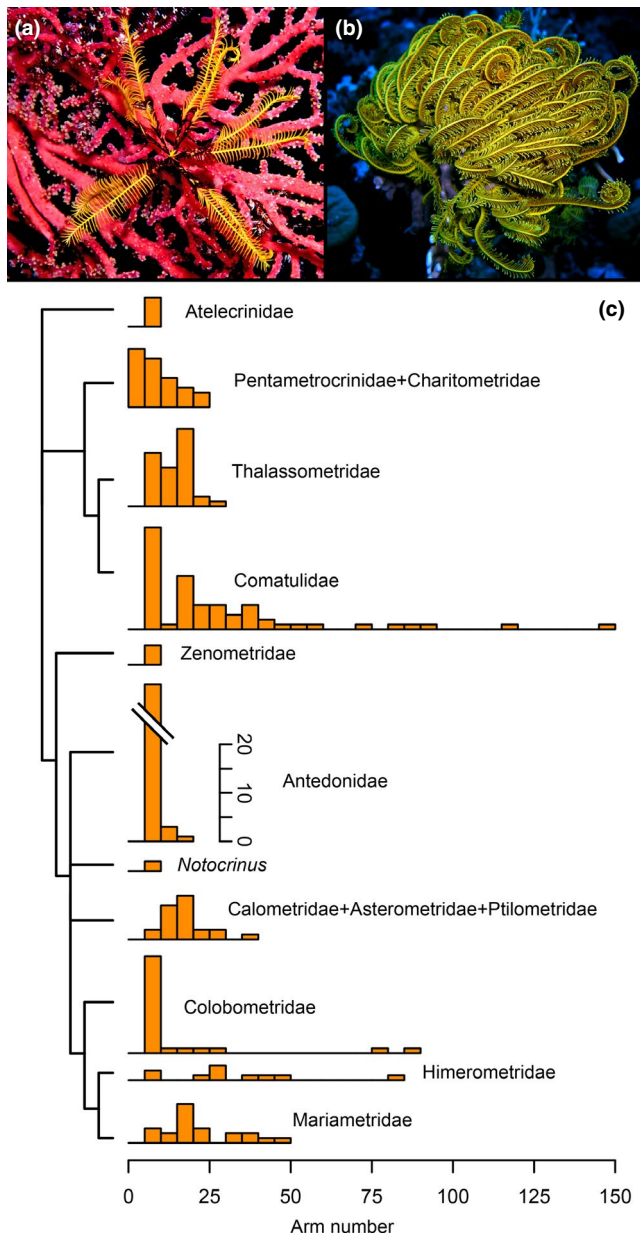 (a)
(b)
(c)
Atelecrinidae
Pentametrocrinidae+Charitometridae
Thalassometridae
Comatulidae
Zenometridae
20
10
0
Antedonidae
Notocrinus
Calometridae+Asterometridae+Ptilometridae
Colobometridae
Himerometridae
Mariametridae
0 25 50 75 100 125 150
Arm number